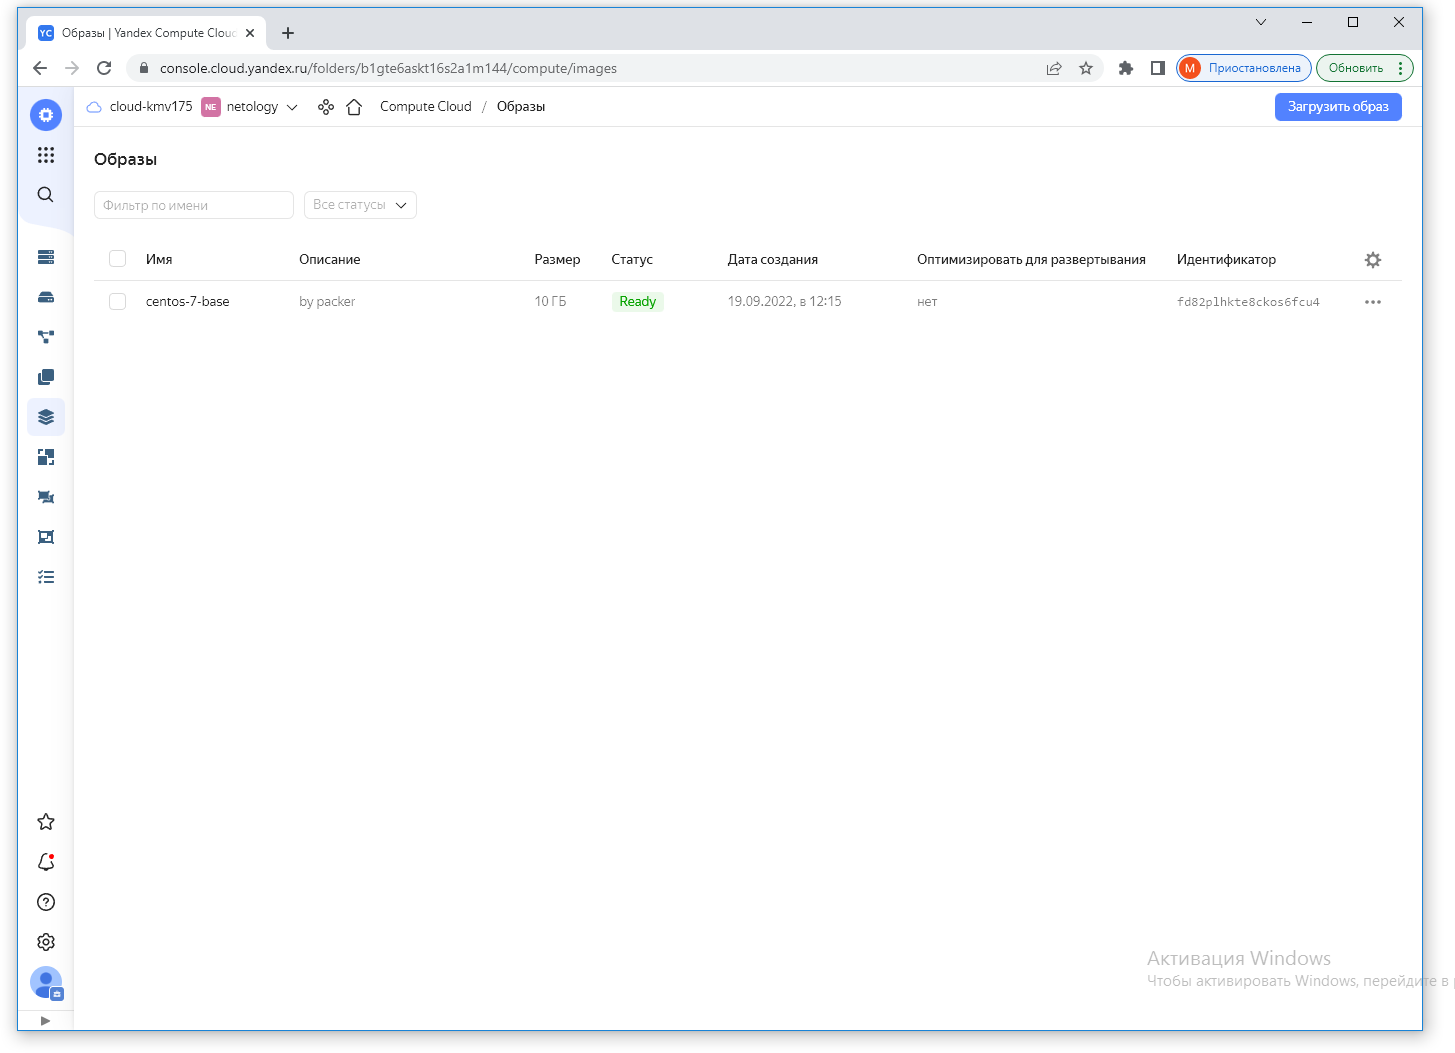 YC Образы | Yandex Compute Cloud
console.cloud.yandex.ru/folders/b1gte6askt16s2a1m144/compute/images
M Приостановлена
Обновить
cloud-kmv175 NE netology Compute Cloud / Образы
Загрузить образ
Образы
Фильтр по имени
Все статусы
Имя Описание Размер Статус Дата создания Оптимизировать для развертывания Идентификатор
centos-7-base by packer 10 ГБ Ready 19.09.2022, в 12:15 нет fd82plhkte8ckos6fcu4
Активация Windows
Чтобы активировать Windows, перейдите в